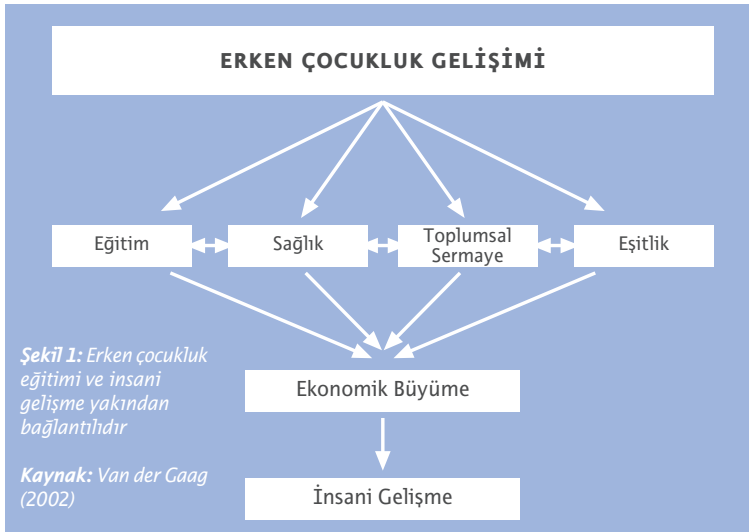 ERKEN ÇOCUKLUK GELİŞİMİ
Eğitim
Sağlık
Toplumsal
Sermaye
Eşitlik
Şekil 1: Erken çocukluk
eğitimi ve insani
gelişme yakından
bağlantılıdır
Kaynak: Van der Gaag
(2002)
Ekonomik Büyüme
İnsani Gelişme